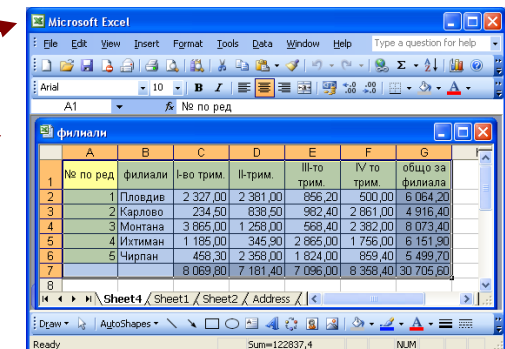 Microsoft Excel
File Edit View Insert Format Tools Data Window Help Type a question for help
Arial 10 B I
A1 fx № по ред
филиали
A B C D E F G
1 № по ред филиали I-во трим. II-трим. III-то трим. IV то трим. общо за филиала
2 1 Пловдив 2 327,00 2 381,00 856,20 500,00 6 064,20
3 2 Карлово 234,50 838,50 982,40 2 861,00 4 916,40
4 3 Монтана 3 865,00 1 258,00 568,40 2 382,00 8 073,40
5 4 Ихтиман 1 185,00 345,90 2 865,00 1 756,00 6 151,90
6 5 Чирпан 458,30 2 358,00 1 824,00 859,40 5 499,70
7 8 069,80 7 181,40 7 096,00 8 358,40 30 705,60
8
Sheet4 Sheet1 Sheet2 Address
Draw AutoShapes
Ready Sum=122837,4 NUM